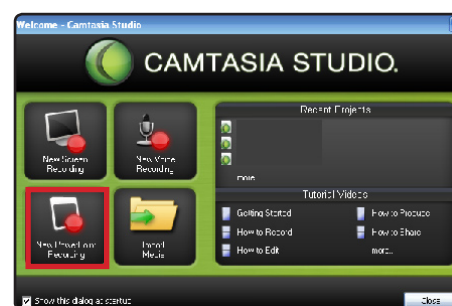 Welcome - Camtasia Studio
CAMTASIA STUDIO.
New Screen
Recording
New Voice
Recording
New PowerPoint
Recording
Import
Media
Recent Projects
more
Tutorial Videos
Getting Started
How to Record
How to Edit
How to Produce
How to Share
more...
Show this dialog at startup
Close